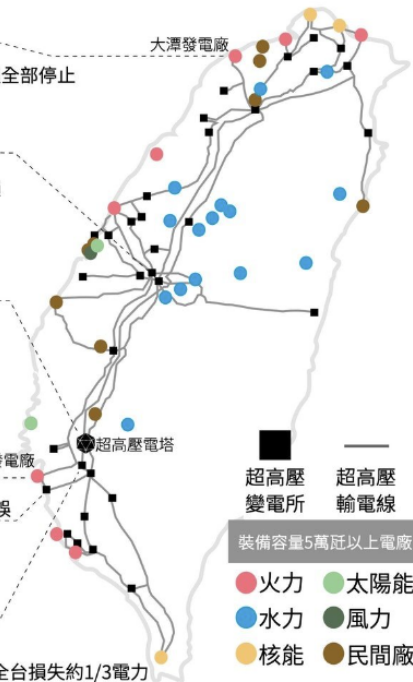 大潭發電廠
全部停止
超高壓電塔
發電廠
誤
超高壓
變電所
超高壓
輸電線
裝備容量5萬瓩以上電廠
火力
太陽能
水力
風力
核能
民間廠
全台損失約1/3電力